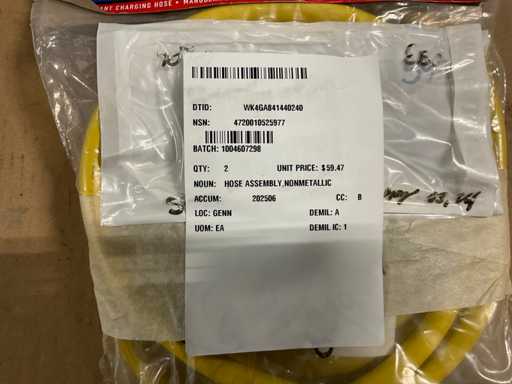 ANT CHARGING HOSE •
DTID: WK4GA841440240
NSN: 4720010525977
BATCH: 1004607298
QTY: 2 UNIT PRICE: $59.47
NOUN: HOSE ASSEMBLY,NONMETALLIC
ACCUM: 202506 CC: B
LOC: GENN DEMIL: A
UOM: EA DEMIL IC: 1